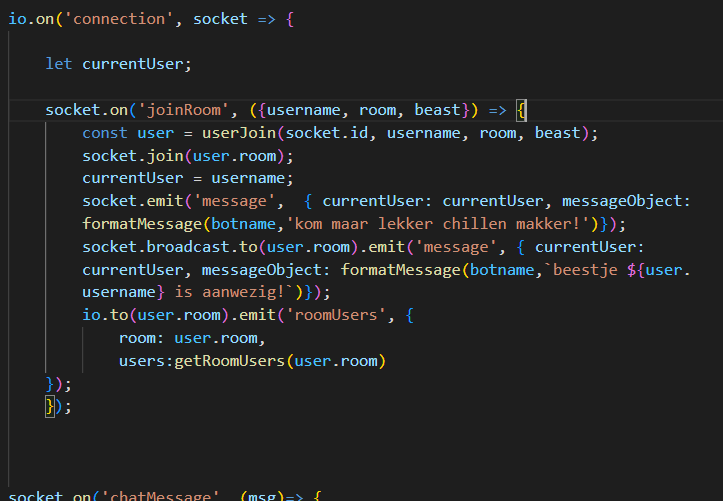 io.on('connection', socket => {
let currentUser;
socket.on('joinRoom', ({username, room, beast}) => {
const user = userJoin(socket.id, username, room, beast);
socket.join(user.room);
currentUser = username;
socket.emit('message',  { currentUser: currentUser, messageObject:
formatMessage(botname,'kom maar lekker chillen makker!')});
socket.broadcast.to(user.room).emit('message', { currentUser:
currentUser, messageObject: formatMessage(botname,`beestje ${user.
username} is aanwezig!`)});
io.to(user.room).emit('roomUsers', {
room: user.room,
users:getRoomUsers(user.room)
});
});
socket.on('chatMessage', (msg)=> {